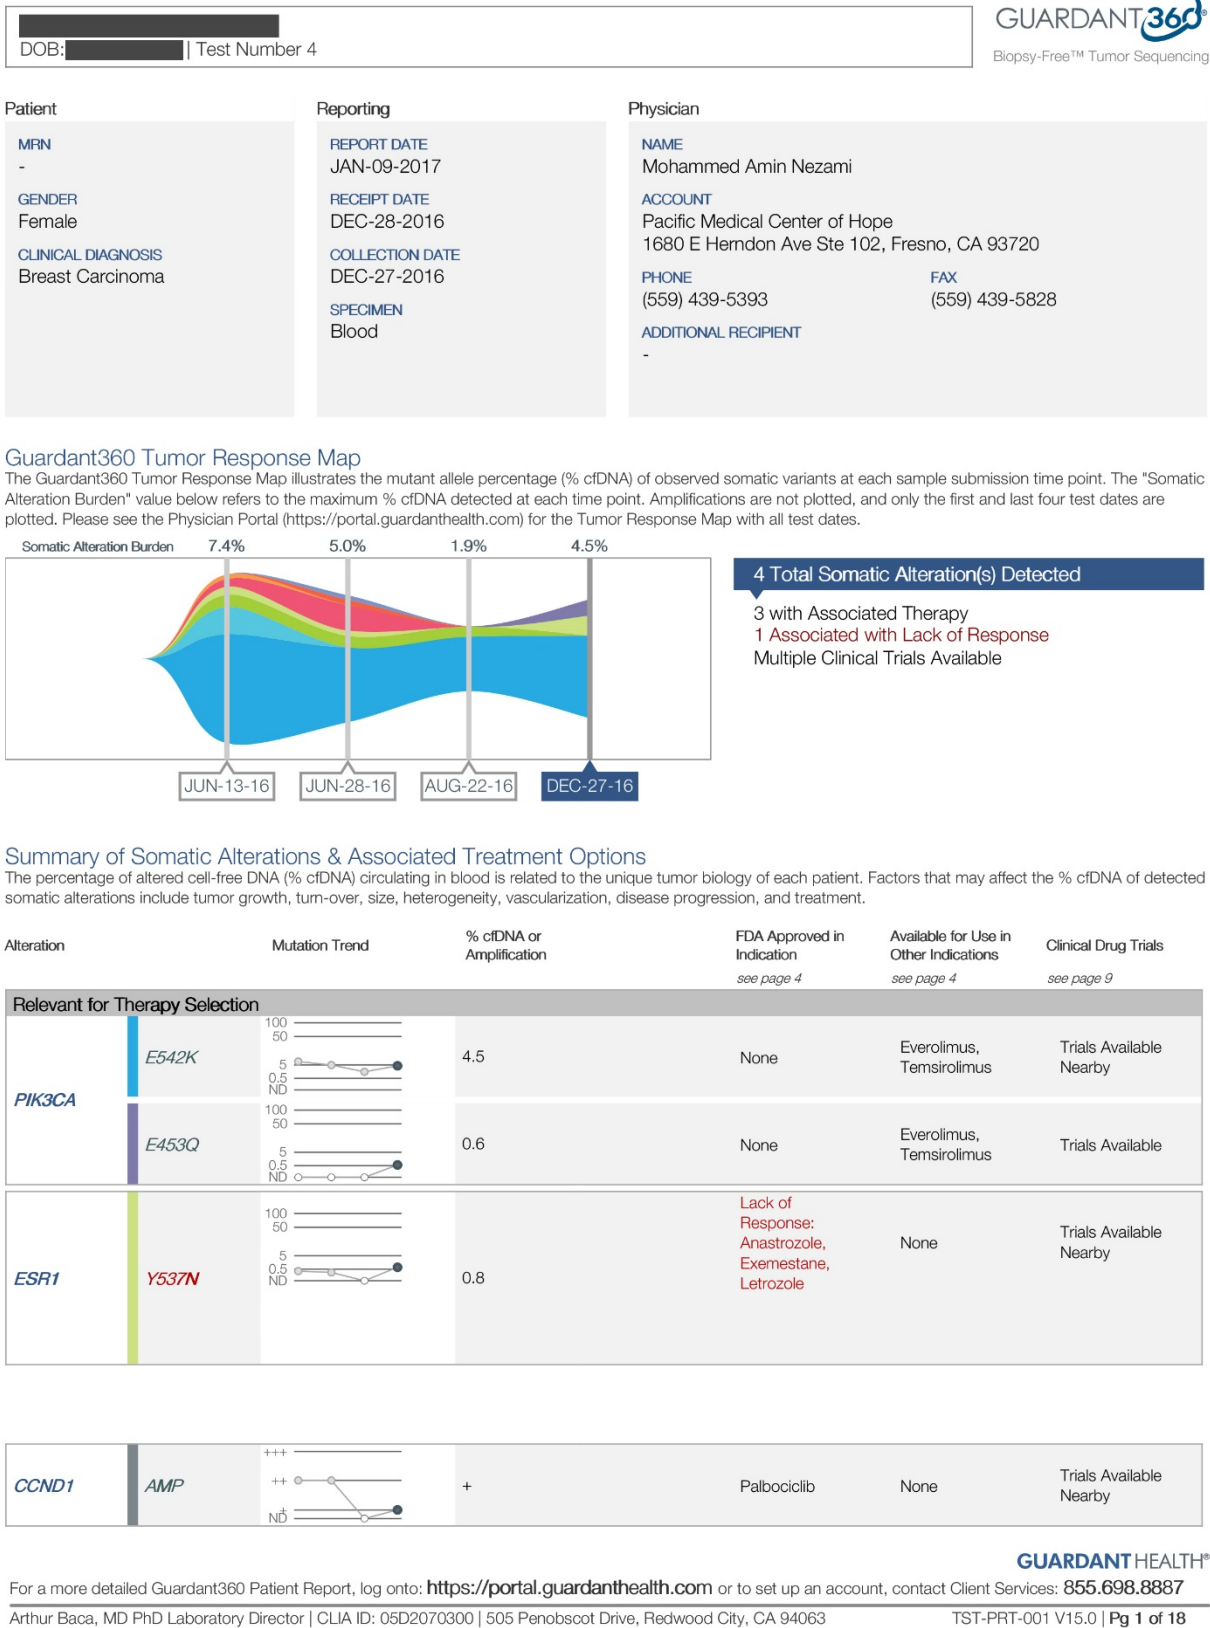 GUARDANT360®
DOB: | Test Number 4
Biopsy-Free™ Tumor Sequencing
Patient
MRN
-
GENDER
Female
CLINICAL DIAGNOSIS
Breast Carcinoma
Reporting
REPORT DATE
JAN-09-2017
RECEIPT DATE
DEC-28-2016
COLLECTION DATE
DEC-27-2016
SPECIMEN
Blood
Physician
NAME
Mohammed Amin Nezami
ACCOUNT
Pacific Medical Center of Hope
1680 E Herndon Ave Ste 102, Fresno, CA 93720
PHONE FAX
(559) 439-5393 (559) 439-5828
ADDITIONAL RECIPIENT
-
Guardant360 Tumor Response Map
The Guardant360 Tumor Response Map illustrates the mutant allele percentage (% cfDNA) of observed somatic variants at each sample submission time point. The "Somatic
Alteration Burden" value below refers to the maximum % cfDNA detected at each time point. Amplifications are not plotted, and only the first and last four test dates are
plotted. Please see the Physician Portal (https://portal.guardanthealth.com) for the Tumor Response Map with all test dates.
Somatic Alteration Burden 7.4% 5.0% 1.9% 4.5%
JUN-13-16 JUN-28-16 AUG-22-16 DEC-27-16
4 Total Somatic Alteration(s) Detected
3 with Associated Therapy
1 Associated with Lack of Response
Multiple Clinical Trials Available
Summary of Somatic Alterations & Associated Treatment Options
The percentage of altered cell-free DNA (% cfDNA) circulating in blood is related to the unique tumor biology of each patient. Factors that may affect the % cfDNA of detected
somatic alterations include tumor growth, turn-over, size, heterogeneity, vascularization, disease progression, and treatment.
Alteration
Mutation Trend
% cfDNA or
Amplification
FDA Approved in
Indication
see page 4
Available for Use in
Other Indications
see page 4
Clinical Drug Trials
see page 9
Relevant for Therapy Selection
PIK3CA
E542K
100
50
5
0.5
ND
4.5
None
Everolimus,
Temsirolimus
Trials Available
Nearby
E453Q
100
50
5
0.5
ND
0.6
None
Everolimus,
Temsirolimus
Trials Available
ESR1
Y537N
100
50
5
0.5
ND
0.8
Lack of
Response:
Anastrozole,
Exemestane,
Letrozole
None
Trials Available
Nearby
CCND1
AMP
+++
++
+
ND
+
Palbociclib
None
Trials Available
Nearby
GUARDANT HEALTH®
For a more detailed Guardant360 Patient Report, log onto: https://portal.guardanthealth.com or to set up an account, contact Client Services: 855.698.8887
Arthur Baca, MD PhD Laboratory Director | CLIA ID: 05D2070300 | 505 Penobscot Drive, Redwood City, CA 94063 TST-PRT-001 V15.0 | Pg 1 of 18